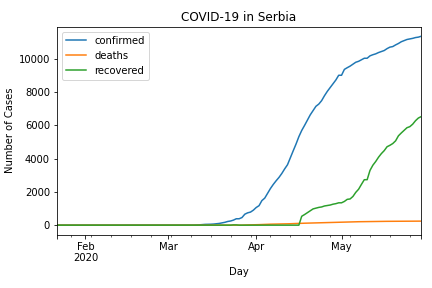 COVID-19 in Serbia
confirmed
deaths
recovered
Number of Cases
10000
8000
6000
4000
2000
0
Feb
2020
Mar
Apr
May
Day